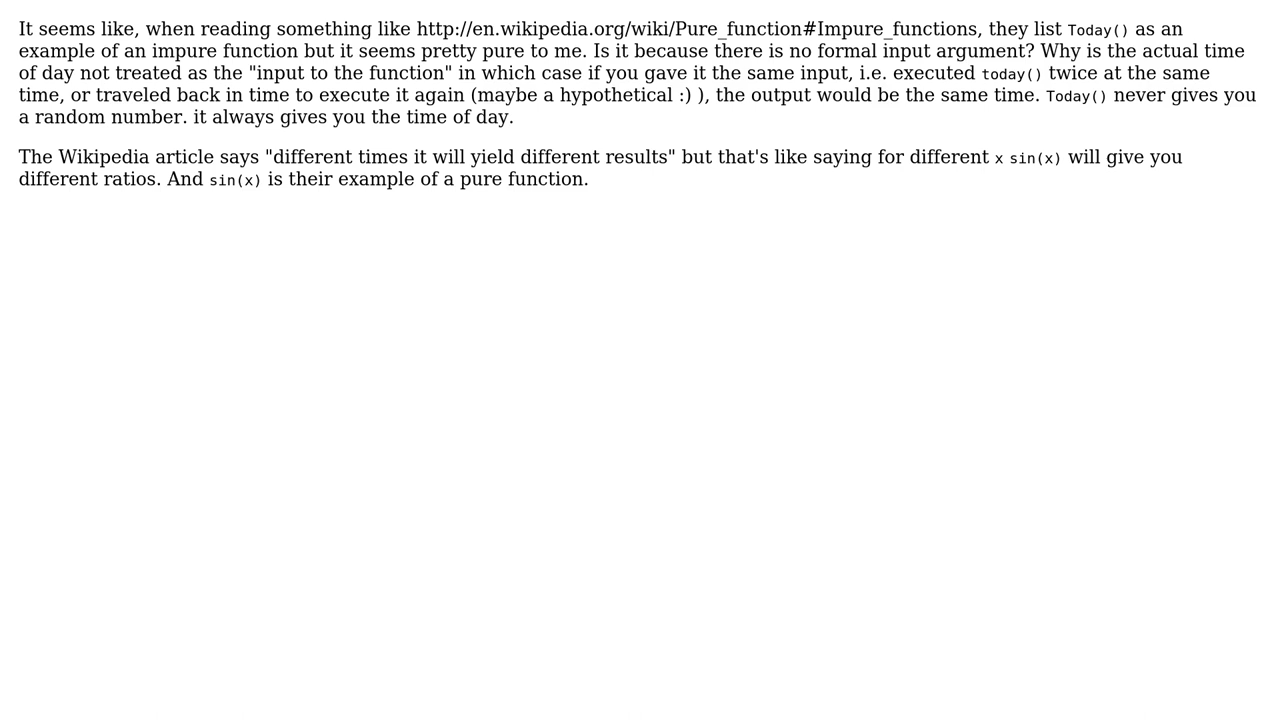 It seems like, when reading something like http://en.wikipedia.org/wiki/Pure_function#Impure_functions, they list Today() as an
example of an impure function but it seems pretty pure to me. Is it because there is no formal input argument? Why is the actual time
of day not treated as the "input to the function" in which case if you gave it the same input, i.e. executed today() twice at the same
time, or traveled back in time to execute it again (maybe a hypothetical :) ), the output would be the same time. Today() never gives you
a random number. it always gives you the time of day.
The Wikipedia article says "different times it will yield different results" but that's like saying for different x sin(x) will give you
different ratios. And sin(x) is their example of a pure function.